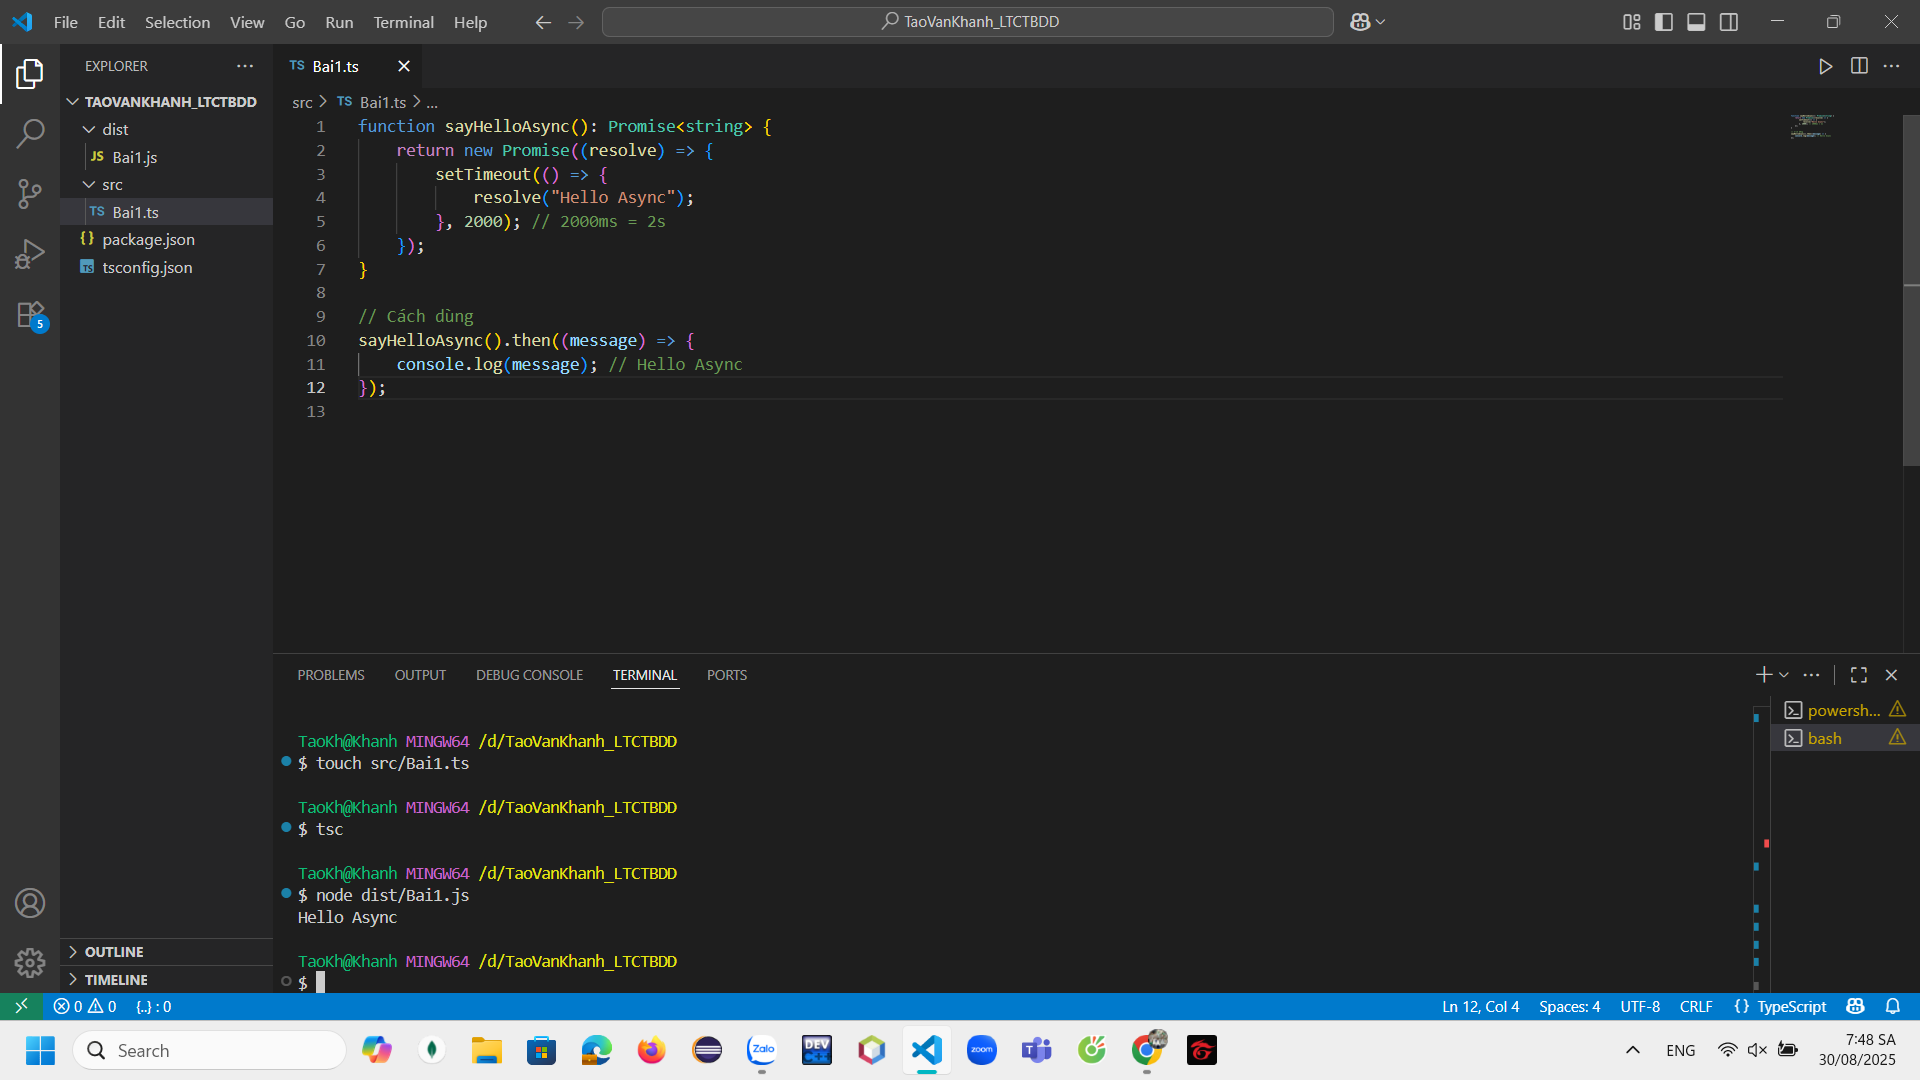 File Edit Selection View Go Run Terminal Help
TaoVanKhanh_LTCTBDD
EXPLORER
TS Bai1.ts
TAOVANKHANH_LTCTBDD
dist
JS Bai1.js
src
TS Bai1.ts
{} package.json
TS tsconfig.json
5
OUTLINE
TIMELINE
src > TS Bai1.ts > ...
1 function sayHelloAsync(): Promise<string> {
2 return new Promise((resolve) => {
3 setTimeout(() => {
4 resolve("Hello Async");
5 }, 2000); // 2000ms = 2s
6 });
7 }
8
9 // Cách dùng
10 sayHelloAsync().then((message) => {
11 console.log(message); // Hello Async
12 });
13
PROBLEMS OUTPUT DEBUG CONSOLE TERMINAL PORTS
powersh...
bash
TaoKh@Khanh MINGW64 /d/TaoVanKhanh_LTCTBDD
$ touch src/Bai1.ts
TaoKh@Khanh MINGW64 /d/TaoVanKhanh_LTCTBDD
$ tsc
TaoKh@Khanh MINGW64 /d/TaoVanKhanh_LTCTBDD
$ node dist/Bai1.js
Hello Async
TaoKh@Khanh MINGW64 /d/TaoVanKhanh_LTCTBDD
$
0 0 {..} : 0
Ln 12, Col 4 Spaces: 4 UTF-8 CRLF {} TypeScript
Search
Zalo
DEV
zoom
ENG
7:48 SA
30/08/2025